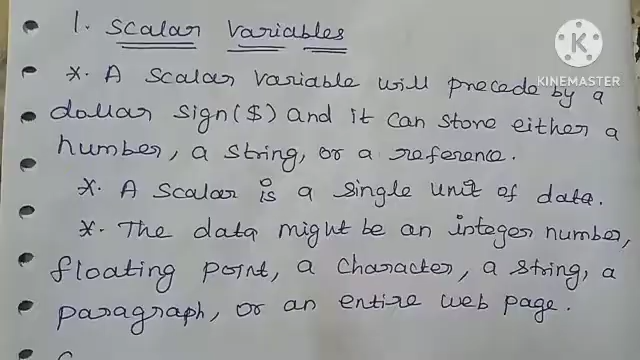 1. Scalar Variables
*. A Scalar Variable will precede by a
dollar sign($) and it can store either a
number, a string, or a reference.
*. A Scalar is a single unit of data.
*. The data might be an integer number,
floating point, a character, a string, a
paragraph, or an entire web page.
K
KINEMASTER